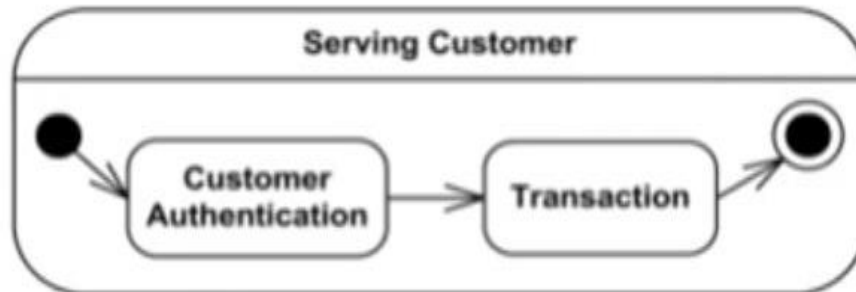 Serving Customer
Customer
Authentication
Transaction